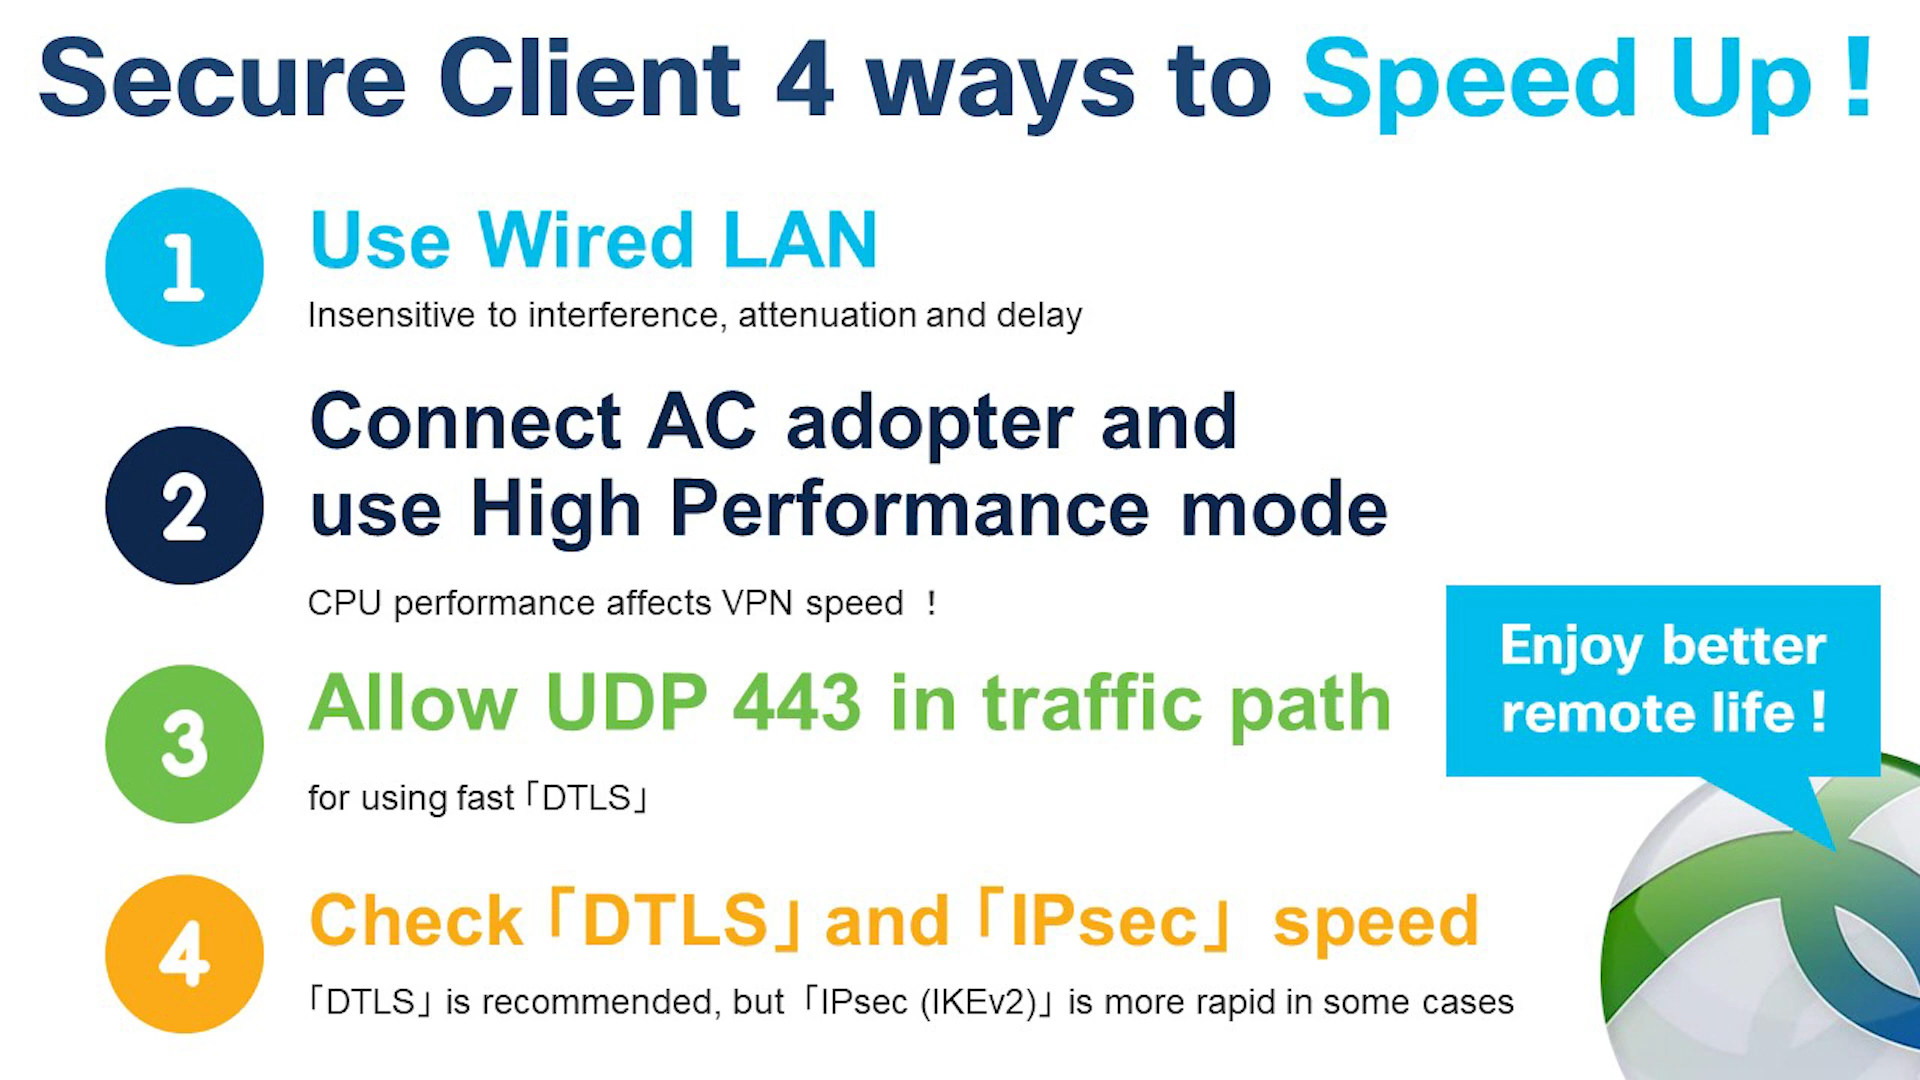 Secure Client 4 ways to Speed Up !
1
Use Wired LAN
Insensitive to interference, attenuation and delay
2
Connect AC adopter and
use High Performance mode
CPU performance affects VPN speed !
3
Allow UDP 443 in traffic path
for using fast「DTLS」
4
Check「DTLS」and「IPsec」speed
「DTLS」is recommended, but「IPsec (IKEv2)」is more rapid in some cases
Enjoy better
remote life !